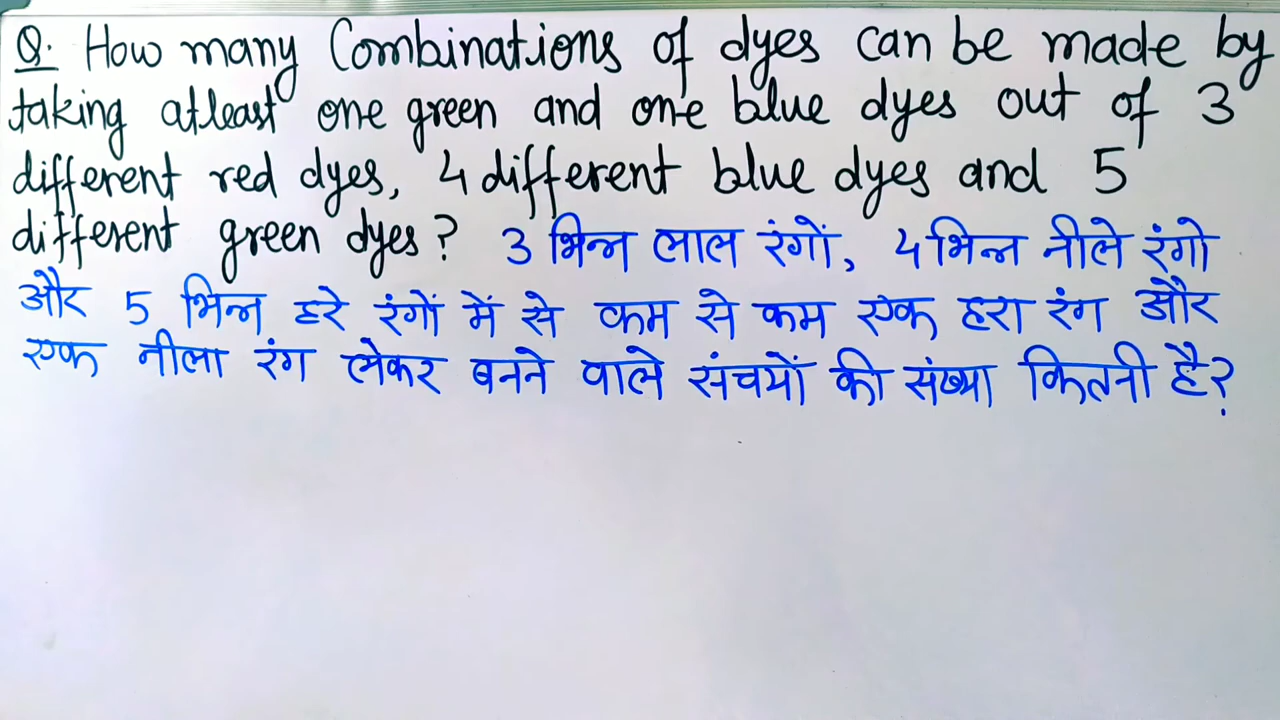 Q. How many Combinations of dyes can be made by
taking atleast one green and one blue dyes out of 3
different red dyes, 4 different blue dyes and 5
different green dyes? 3 भिन्न लाल रंगों, 4 भिन्न नीले रंगो
और 5 भिन्न हरे रंगों में से कम से कम एक हरा रंग और
एक नीला रंग लेकर बनने वाले संचयों की संख्या कितनी है?